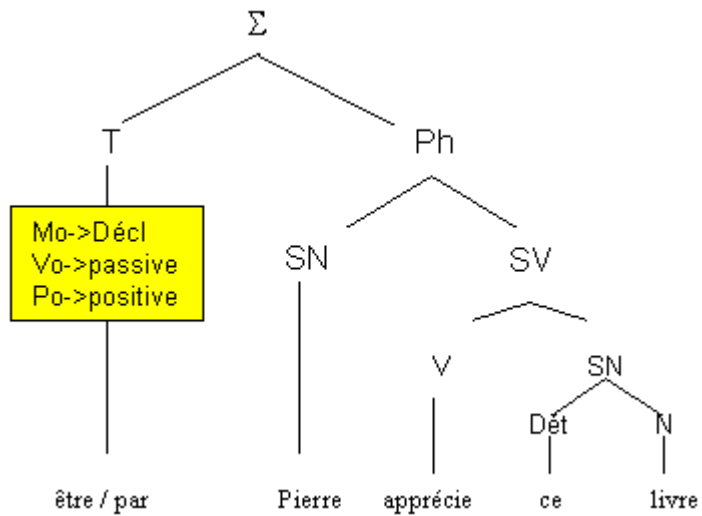 Σ
T Ph
Mo->Décl
Vo->passive
Po->positive
SN SV
V SN
Dét N
être / par Pierre apprécie ce livre